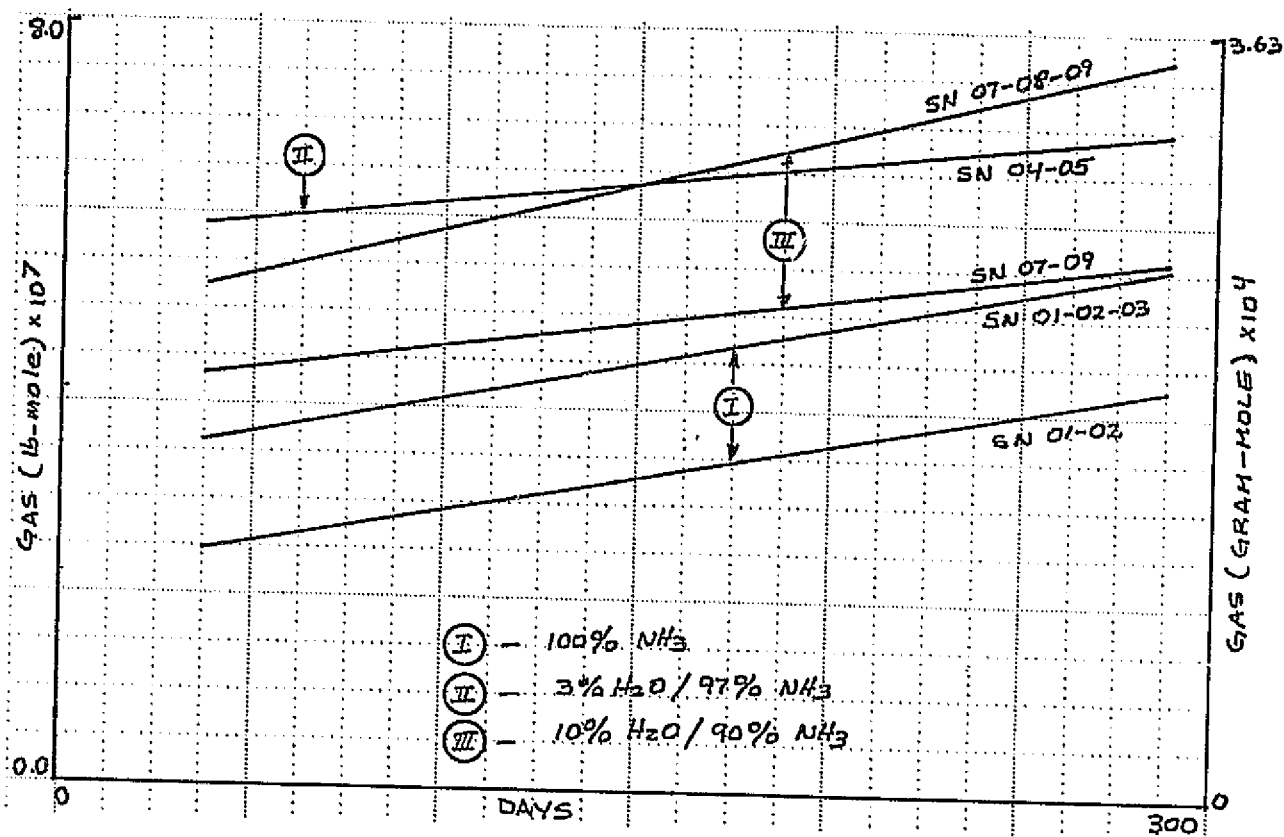 8.0
3.63
SN 07-08-09
II
SN 04-05
III
SN 07-09
SN 01-02-03
I
SN 01-02
GAS (lb-mole) x 107
GAS (GRAM-MOLE) x 104
I - 100% NH3
II - 3% H2O / 97% NH3
III - 10% H2O / 90% NH3
0.0
0
DAYS
300
0